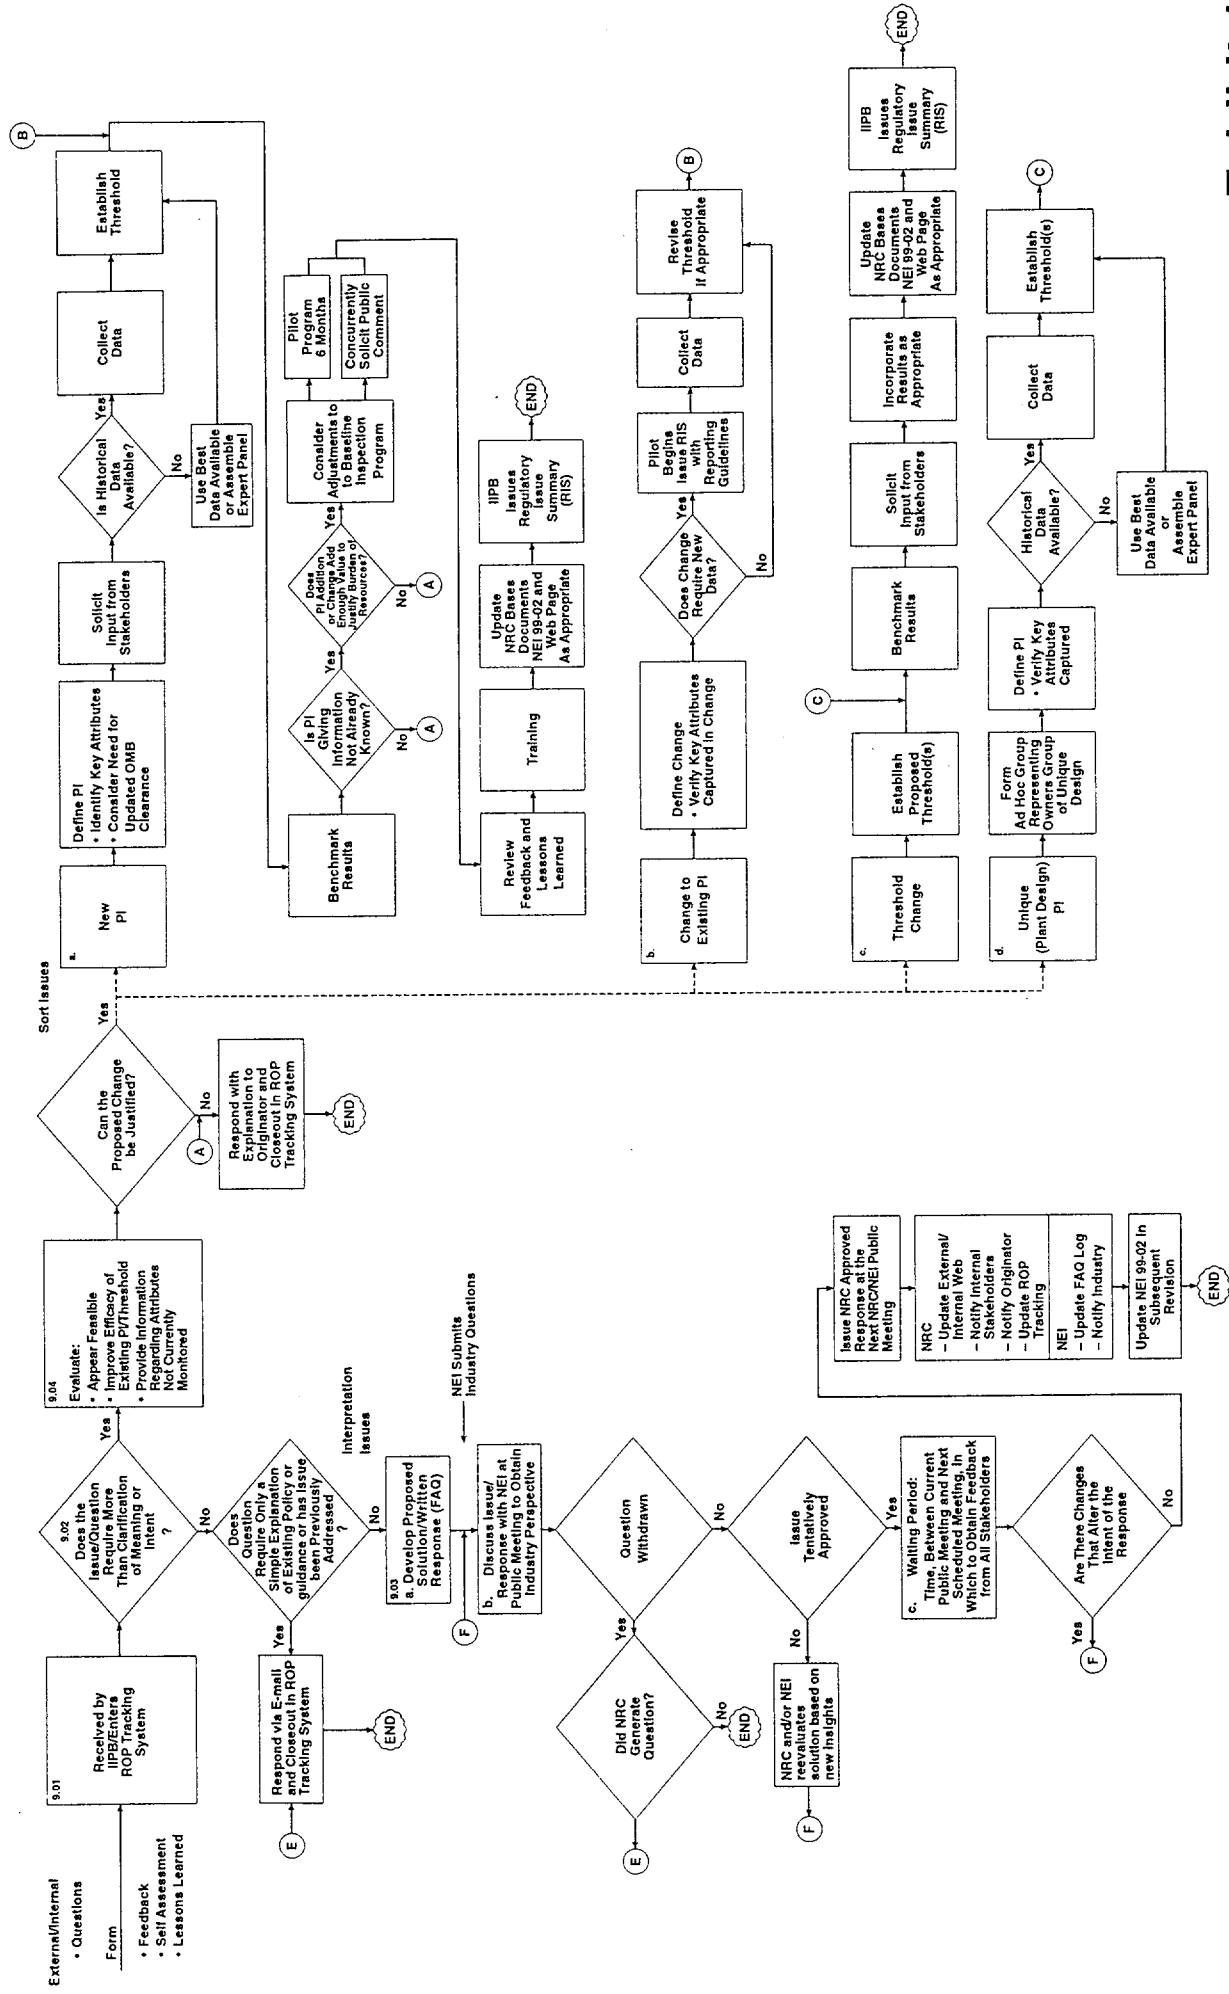 External/Internal
• Questions
Form
• Feedback
• Self Assessment
• Lessons Learned
9.01
Received by
IIPB/Enters
ROP Tracking
System
9.02
Does the
Issue/Question
Require More
Than Clarification
of Meaning or
Intent
?
Yes
No
9.04
Evaluate:
• Appear Feasible
• Improve Efficacy of
Existing PI/Threshold
• Provide Information
Regarding Attributes
Not Currently
Monitored
Can the
Proposed Change
be Justified?
Yes
No
A
Respond with
Explanation to
Originator and
Closeout in ROP
Tracking System
END
Sort Issues
Does
Question
Require Only a
Simple Explanation
of Existing Policy or
guidance or has Issue
been Previously
Addressed
?
Yes
No
E
Respond via E-mail
and Closeout in ROP
Tracking System
END
Interpretation
Issues
9.03
a. Develop Proposed
Solution/Written
Response (FAQ)
F
NEI Submits
Industry Questions
b. Discuss Issue/
Response with NEI at
Public Meeting to Obtain
Industry Perspective
Question
Withdrawn
Yes
No
Did NRC
Generate
Question?
E
No
END
Issue
Tentatively
Approved
No
Yes
NRC and/or NEI
reevaluates
solution based on
new insights
F
c. Waiting Period:
Time, Between Current
Public Meeting and Next
Scheduled Meeting, In
Which to Obtain Feedback
from All Stakeholders
Are There Changes
That Alter the
Intent of the
Response
Yes
F
No
Issue NRC Approved
Response at the
Next NRC/NEI Public
Meeting
NRC
– Update External/
Internal Web
– Notify Internal
Stakeholders
– Notify Originator
– Update ROP
Tracking
NEI
– Update FAQ Log
– Notify Industry
Update NEI 99-02 In
Subsequent
Revision
END
a.
New
PI
Define PI
• Identify Key Attributes
• Consider Need for
Updated OMB
Clearance
Solicit
Input from
Stakeholders
Is Historical
Data
Available?
Yes
No
Use Best
Data Available
or Assemble
Expert Panel
Collect
Data
Establish
Threshold
B
Benchmark
Results
Is PI
Giving
Information
Not Already
Known?
Yes
No
A
Does
PI Addition
or Change Add
Enough Value to
Justify Burden of
Resources?
Yes
No
A
Consider
Adjustments to
to Baseline
Inspection
Program
Pilot
Program
6 Months
Concurrently
Solicit Public
Comment
Review
Feedback and
Lessons
Learned
Training
Update
NRC Bases
Documents
NEI 99-02 and
Web Page
As Appropriate
IIPB
Issues
Regulatory
Issue
Summary
(RIS)
END
b.
Change to
Existing PI
Define Change
• Verify Key Attributes
Captured in Change
Does Change
Require New
Data?
Yes
No
Pilot
Begins
Issue RIS
with
Reporting
Guidelines
Collect
Data
Revise
Threshold
If Appropriate
B
c.
Threshold
Change
Establish
Proposed
Threshold(s)
C
Benchmark
Results
Solicit
Input from
Stakeholders
Incorporate
Results as
Appropriate
Update
NRC Bases
Documents
NEI 99-02 and
Web Page
As Appropriate
IIPB
Issues
Regulatory
Issue
Summary
(RIS)
END
d.
Unique
(Plant Design)
PI
Form
Ad Hoc Group
Representing
Owners Group
of Unique
Design
Define PI
• Verify Key
Attributes
Captured
Historical
Data
Available?
Yes
No
Use Best
Data Available
or
Assemble
Expert Panel
Collect
Data
Establish
Threshold(s)
C